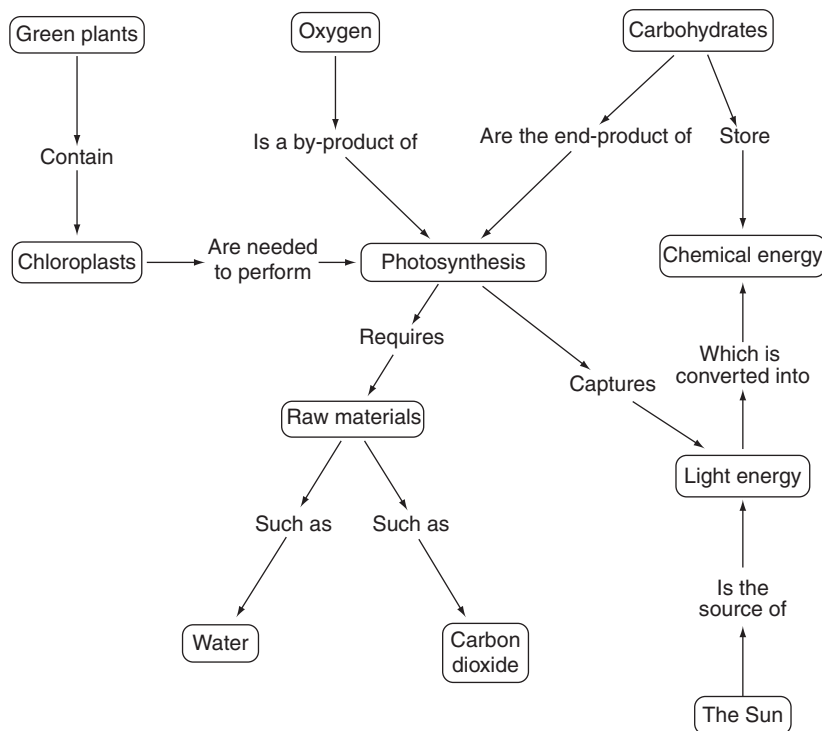 Green plants
Oxygen
Carbohydrates
Is a by-product of
Are the end-product of
Store
Contain
Chloroplasts
Are needed
to perform
Photosynthesis
Chemical energy
Requires
Which is
converted into
Captures
Raw materials
Light energy
Such as
Such as
Is the
source of
Water
Carbon
dioxide
The Sun